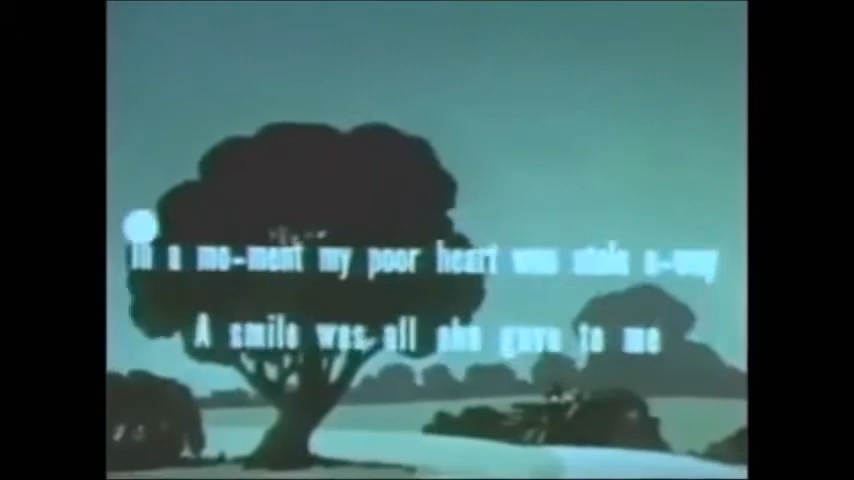 In a mo-ment my poor heart was stole a-way
A smile was all she gave to me